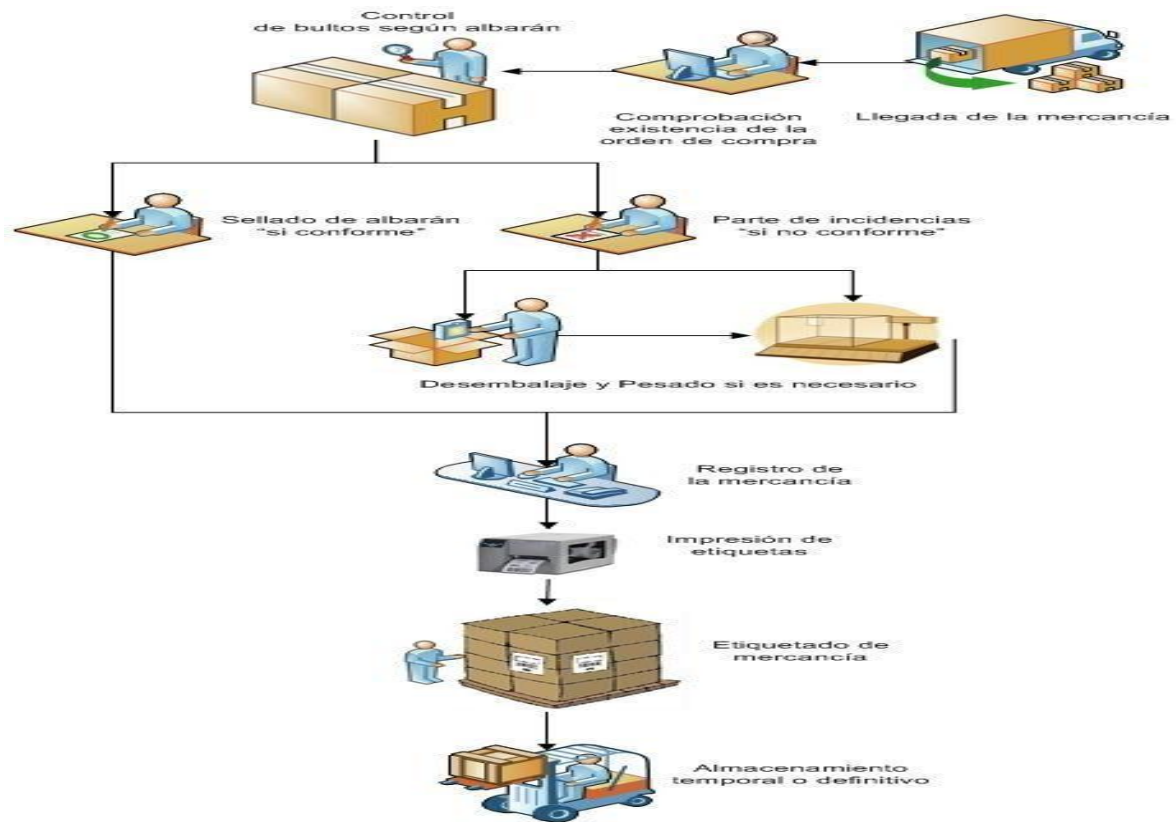 Control
de bultos según albarán
Comprobación
existencia de la
orden de compra
Llegada de la mercancía
Sellado de albarán
“si conforme”
Parte de incidencias
“si no conforme”
Desembalaje y Pesado si es necesario
Registro de
la mercancía
Impresión de
etiquetas
Etiquetado de
mercancía
Almacenamiento
temporal o definitivo